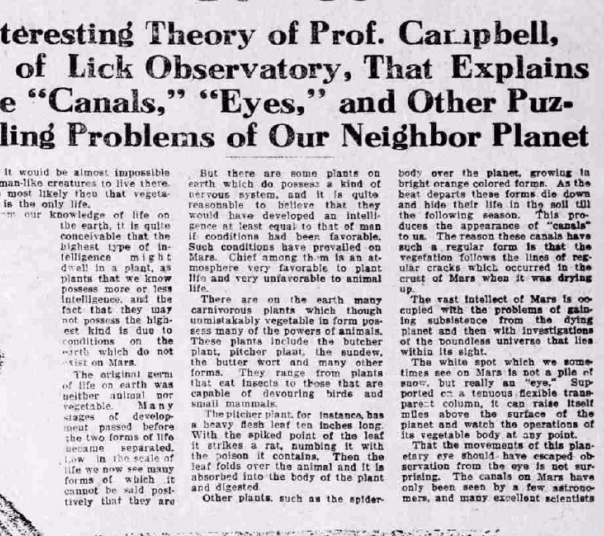 teresting Theory of Prof. Campbell,
of Lick Observatory, That Explains
e "Canals," "Eyes," and Other Puz-
ling Problems of Our Neighbor Planet
it would be almost impossible
man-like creatures to live there.
most likely then that vegeta-
is the only life.
om our knowledge of life on
the earth, it is quite
conceivable that the
highest type of in-
telligence might
dwell in a plant, as
plants that we know
possess more or less
intelligence, and the
fact that they may
not possess the high-
est kind is due to
conditions on the
earth which do not
exist on Mars.
The original germ
of life on earth was
neither animal nor
vegetable. Many
stages of develop-
ment passed before
the two forms of life
became separated.
Low in the scale of
life we now see many
forms of which it
cannot be said posi-
tively that they are
But there are some plants on
earth which do possess a kind of
nervous system, and it is quite
reasonable to believe that they
would have developed an intelli-
gence at least equal to that of man
if conditions had been favorable.
Such conditions have prevailed on
Mars. Chief among them is an at-
mosphere very favorable to plant
life and very unfavorable to animal
life.
There are on the earth many
carnivorous plants which though
unmistakably vegetable in form pos-
sess many of the powers of animals.
These plants include the butcher
plant, pitcher plant, the sundew,
the butter wort and many other
forms. They range from plants
that eat insects to those that are
capable of devouring birds and
small mammals.
The pitcher plant, for instance, has
a heavy flesh leaf ten inches long.
With the spiked point of the leaf
it strikes a rat, numbing it with
the poison it contains. Then the
leaf folds over the animal and it is
absorbed into the body of the plant
and digested.
Other plants, such as the spider-
body over the planet, growing in
bright orange colored forms. As the
heat departs these forms die down
and hide their life in the soil till
the following season. This pro-
duces the appearance of "canals"
to us. The reason these canals have
such a regular form is that the
vegetation follows the lines of reg-
ular cracks which occurred in the
crust of Mars when it was drying
up.
The vast intellect of Mars is oc-
cupied with the problems of gain-
ing subsistence from the dying
planet and then with investigations
of the boundless universe that lies
within its sight.
The white spot which we some-
times see on Mars is not a pile of
snow, but really an "eye." Sup-
ported on a tenuous, flexible trans-
parent column, it can raise itself
miles above the surface of the
planet and watch the operations of
its vegetable body at any point.
That the movements of this plan-
etary eye should have escaped ob-
servation from the eye is not sur-
prising. The canals on Mars have
only been seen by a few astrono-
mers, and many excellent scientists